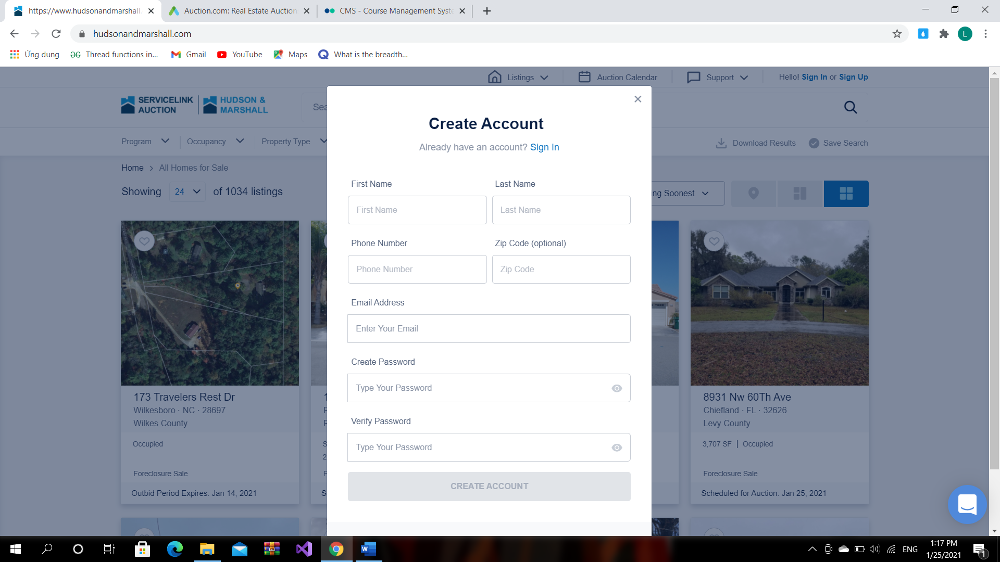 https://www.hudsonandmarshall.
Auction.com: Real Estate Auction
CMS - Course Management Syste
hudsonandmarshall.com
L
Ứng dụng
Thread functions in...
Gmail
YouTube
Maps
What is the breadth...
Listings
Auction Calendar
Support
Hello! Sign In or Sign Up
SERVICELINK AUCTION
HUDSON & MARSHALL
Sea
Program
Occupancy
Property Type
Download Results
Save Search
Home > All Homes for Sale
Showing 24 of 1034 listings
ng Soonest
Create Account
Already have an account? Sign In
First Name
Last Name
First Name
Last Name
Phone Number
Zip Code (optional)
Phone Number
Zip Code
Email Address
Enter Your Email
Create Password
Type Your Password
Verify Password
Type Your Password
CREATE ACCOUNT
173 Travelers Rest Dr
Wilkesboro · NC · 28697
Wilkes County
Occupied
Foreclosure Sale
Outbid Period Expires: Jan 14, 2021
8931 Nw 60Th Ave
Chiefland · FL · 32626
Levy County
3,707 SF | Occupied
Foreclosure Sale
Scheduled for Auction: Jan 25, 2021
ENG
1:17 PM
1/25/2021
1